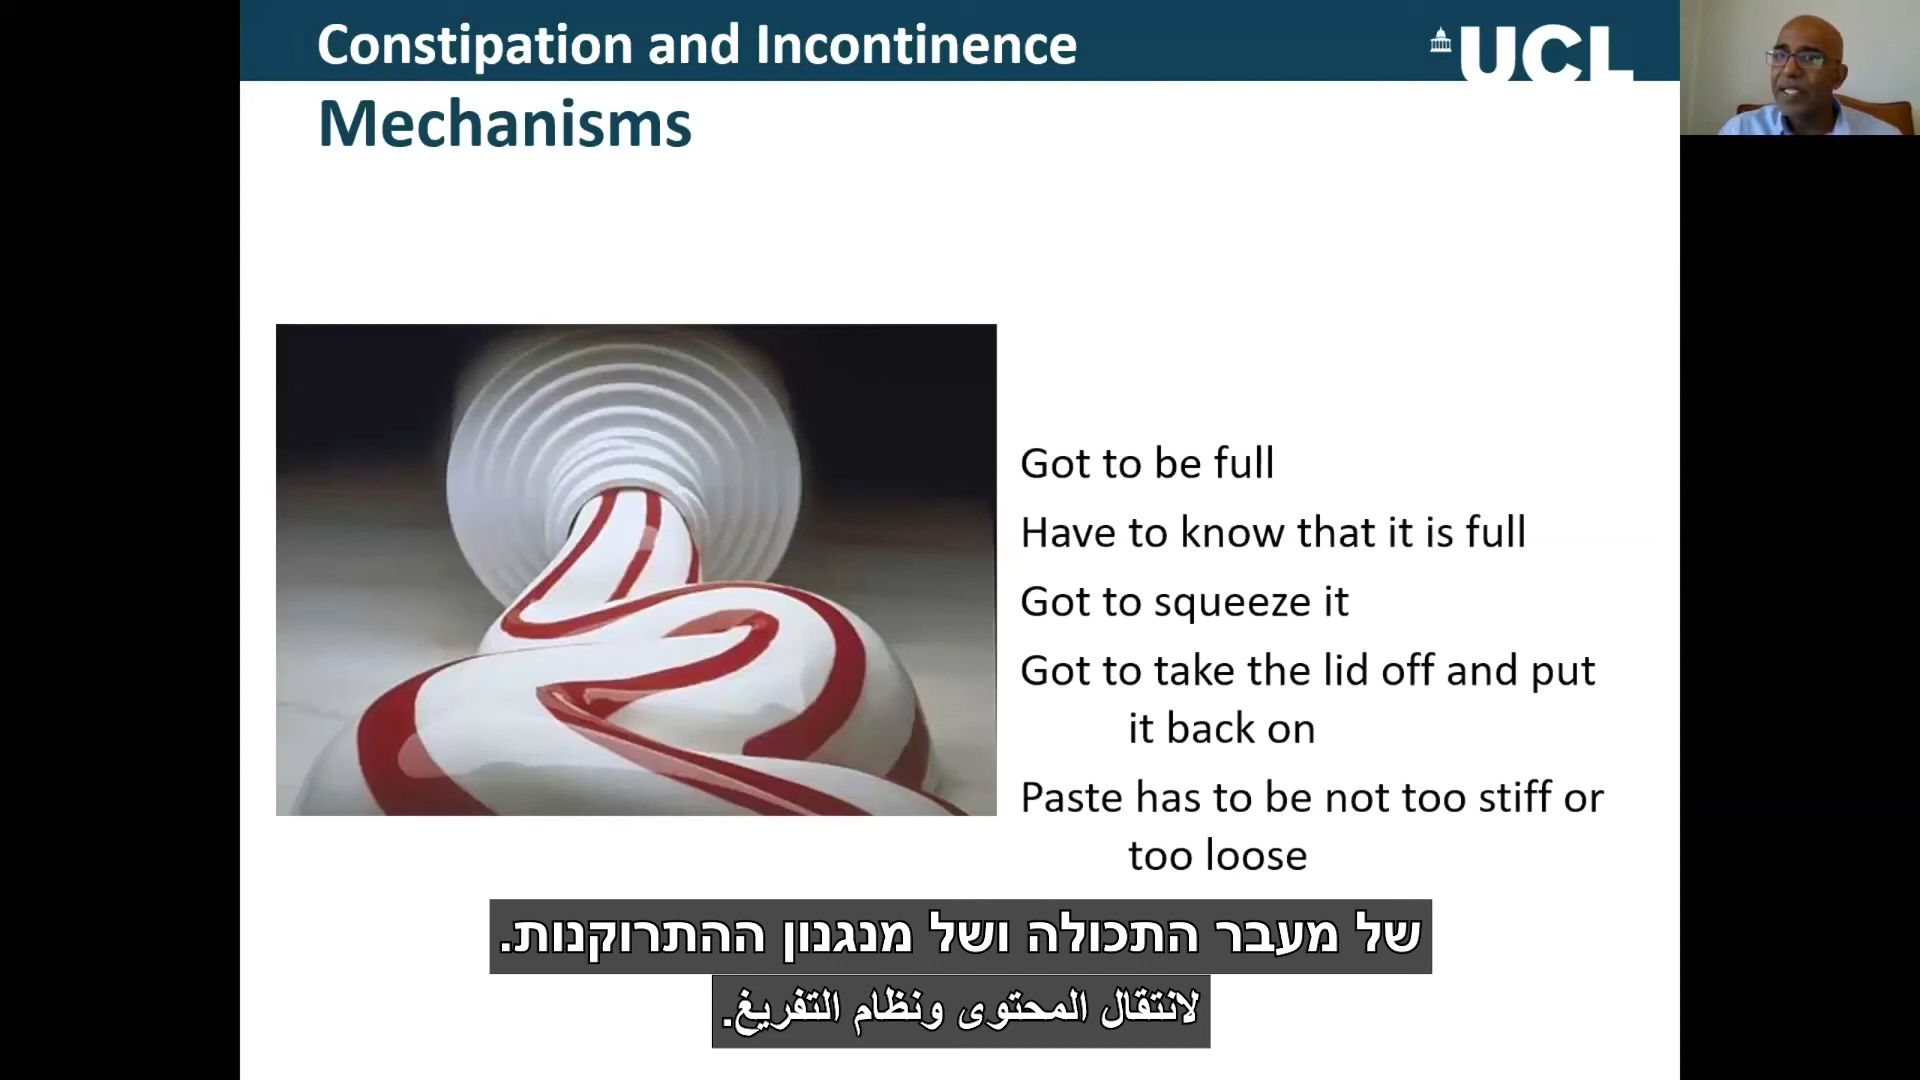 Constipation and Incontinence
UCL
Mechanisms
Got to be full
Have to know that it is full
Got to squeeze it
Got to take the lid off and put
it back on
Paste has to be not too stiff or
too loose
של מעבר התכולה ושל מנגנון ההתרוקנות.
لانتقال المحتوى ونظام التفريغ.